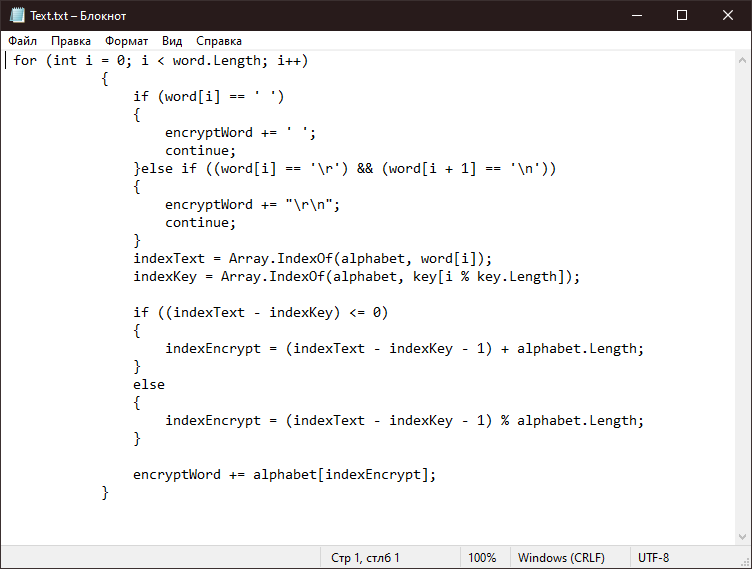 Text.txt – Блокнот
Файл Правка Формат Вид Справка
for (int i = 0; i < word.Length; i++)
            {
                if (word[i] == ' ')
                {
                    encryptWord += ' ';
                    continue;
                }else if ((word[i] == '\r') && (word[i + 1] == '\n'))
                {
                    encryptWord += "\r\n";
                    continue;
                }
                indexText = Array.IndexOf(alphabet, word[i]);
                indexKey = Array.IndexOf(alphabet, key[i % key.Length]);

                if ((indexText - indexKey) <= 0)
                {
                    indexEncrypt = (indexText - indexKey - 1) + alphabet.Length;
                }
                else
                {
                    indexEncrypt = (indexText - indexKey - 1) % alphabet.Length;
                }

                encryptWord += alphabet[indexEncrypt];
            }
Стр 1, стлб 1 100% Windows (CRLF) UTF-8